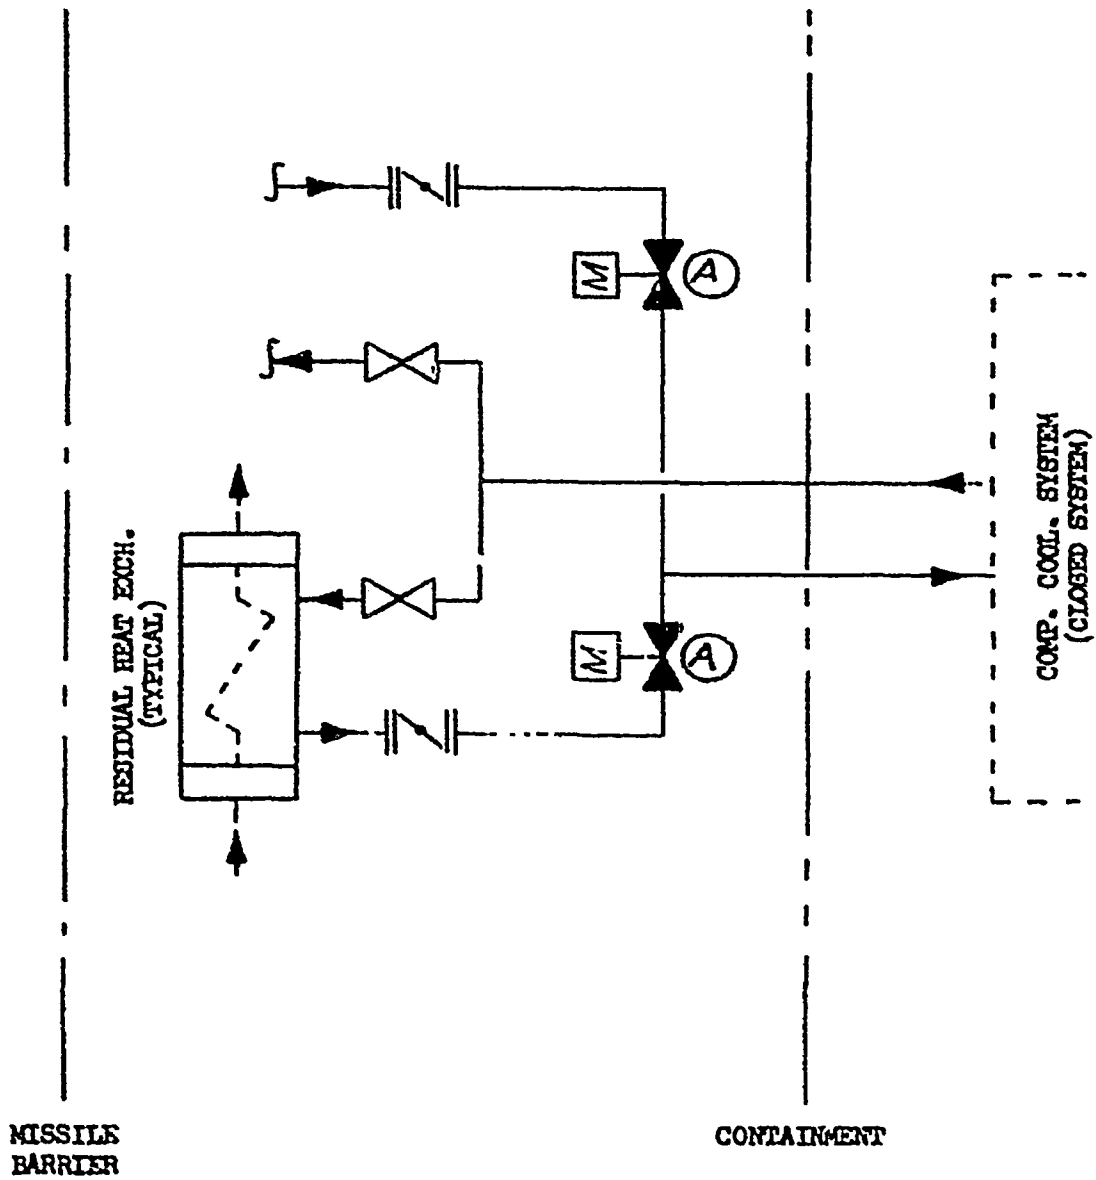 M
A
RESIDUAL HEAT EXCH.
(TYPICAL)
COMP. COOL. SYSTEM
(CLOSED SYSTEM)
M
A
MISSILE
BARRIER
CONTAINMENT